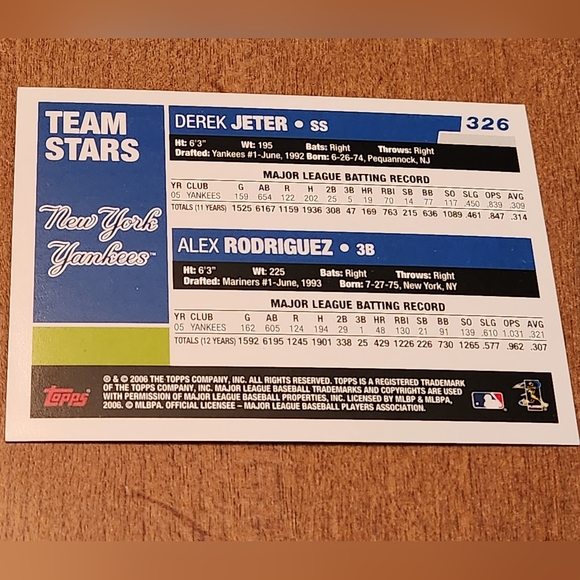 TEAM
STARS
New York
Yankees™
DEREK JETER • SS
326
Ht: 6'3" Wt: 195 Bats: Right Throws: Right
Drafted: Yankees #1-June, 1992 Born: 6-26-74, Pequannock, NJ
MAJOR LEAGUE BATTING RECORD
YR CLUB G AB R H 2B 3B HR RBI SB BB SO SLG OPS AVG
05 YANKEES 159 654 122 202 25 5 19 70 14 77 117 .450 .839 .309
TOTALS (11 YEARS) 1525 6167 1159 1936 308 47 169 763 215 636 1089 .461 .847 .314
ALEX RODRIGUEZ • 3B
Ht: 6'3" Wt: 225 Bats: Right Throws: Right
Drafted: Mariners #1-June, 1993 Born: 7-27-75, New York, NY
MAJOR LEAGUE BATTING RECORD
YR CLUB G AB R H 2B 3B HR RBI SB BB SO SLG OPS AVG
05 YANKEES 162 605 124 194 29 1 48 130 21 91 139 .610 1.031 .321
TOTALS (12 YEARS) 1592 6195 1245 1901 338 25 429 1226 226 730 1265 .577 .962 .307
Topps
® & © 2006 THE TOPPS COMPANY, INC. ALL RIGHTS RESERVED. TOPPS IS A REGISTERED TRADEMARK
OF THE TOPPS COMPANY, INC. MAJOR LEAGUE BASEBALL TRADEMARKS AND COPYRIGHTS ARE USED
WITH PERMISSION OF MAJOR LEAGUE BASEBALL PROPERTIES, INC. LICENSED BY MLBP & MLBPA,
2006. © MLBPA. OFFICIAL LICENSEE – MAJOR LEAGUE BASEBALL PLAYERS ASSOCIATION.